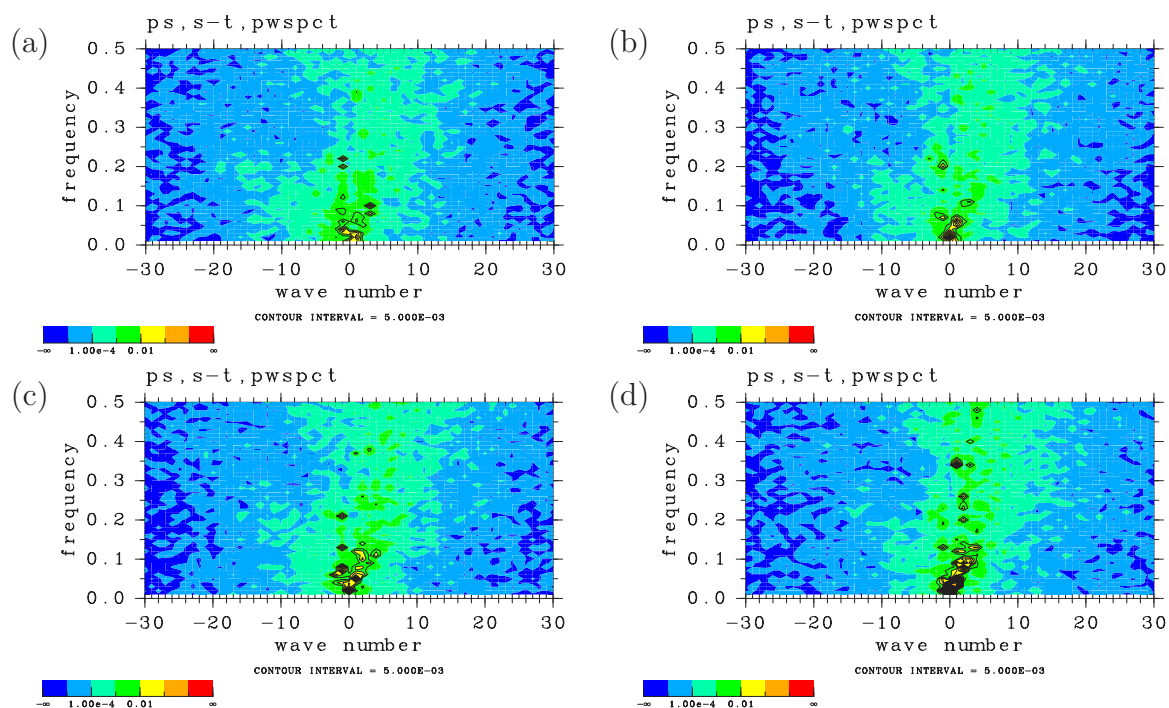 (a) ps,s-t,pwspct
0.5
0.4
0.3
0.2
0.1
0.0
frequency
-30 -20 -10 0 10 20 30
wave number
CONTOUR INTERVAL = 5.000E-03
-∞ 1.00e-4 0.01 ∞
(b) ps,s-t,pwspct
0.5
0.4
0.3
0.2
0.1
0.0
frequency
-30 -20 -10 0 10 20 30
wave number
CONTOUR INTERVAL = 5.000E-03
-∞ 1.00e-4 0.01 ∞
(c) ps,s-t,pwspct
0.5
0.4
0.3
0.2
0.1
0.0
frequency
-30 -20 -10 0 10 20 30
wave number
CONTOUR INTERVAL = 5.000E-03
-∞ 1.00e-4 0.01 ∞
(d) ps,s-t,pwspct
0.5
0.4
0.3
0.2
0.1
0.0
frequency
-30 -20 -10 0 10 20 30
wave number
CONTOUR INTERVAL = 5.000E-03
-∞ 1.00e-4 0.01 ∞